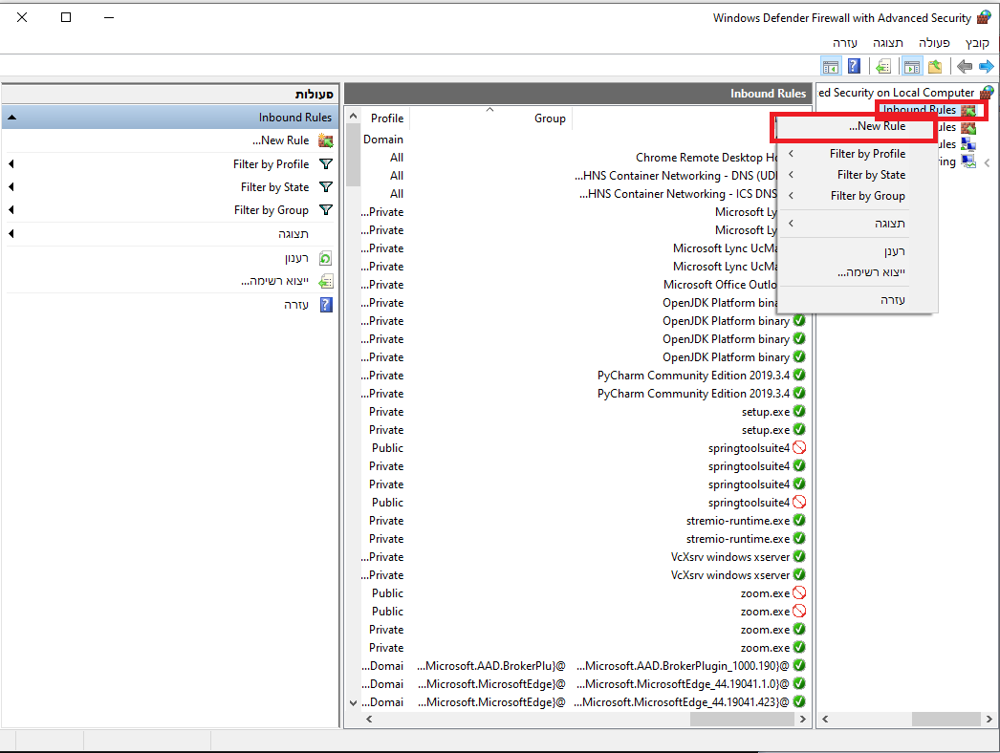 Windows Defender Firewall with Advanced Security
קובץ פעולה תצוגה עזרה
ed Security on Local Computer
Inbound Rules
ules
ules
ring
New Rule...
Filter by Profile
Filter by State
Filter by Group
תצוגה
רענן
ייצוא רשימה...
עזרה
Inbound Rules
Group Profile
Domain
Chrome Remote Desktop Ho All
HNS Container Networking - DNS (UD... All
HNS Container Networking - ICS DNS... All
Microsoft Ly Private...
Microsoft Ly Private...
Microsoft Lync UcMa Private...
Microsoft Lync UcMa Private...
Microsoft Office Outlo Private...
OpenJDK Platform binary Private...
OpenJDK Platform binary Private...
OpenJDK Platform binary Private...
OpenJDK Platform binary Private...
PyCharm Community Edition 2019.3.4 Private...
PyCharm Community Edition 2019.3.4 Private...
setup.exe Private
setup.exe Private
springtoolsuite4 Public
springtoolsuite4 Private
springtoolsuite4 Private
springtoolsuite4 Public
stremio-runtime.exe Private
stremio-runtime.exe Private
VcXsrv windows xserver Private...
VcXsrv windows xserver Private...
zoom.exe Public
zoom.exe Public
zoom.exe Private
zoom.exe Private
...Microsoft.AAD.BrokerPlugin_1000.190}@ ...Microsoft.AAD.BrokerPlu}@ Domai...
...Microsoft.MicrosoftEdge_44.19041.1.0}@ ...Microsoft.MicrosoftEdge}@ Domai...
...Microsoft.MicrosoftEdge_44.19041.423}@ ...Microsoft.MicrosoftEdge}@ Domai...
פעולות
Inbound Rules
New Rule...
Filter by Profile
Filter by State
Filter by Group
תצוגה
רענון
ייצוא רשימה...
עזרה